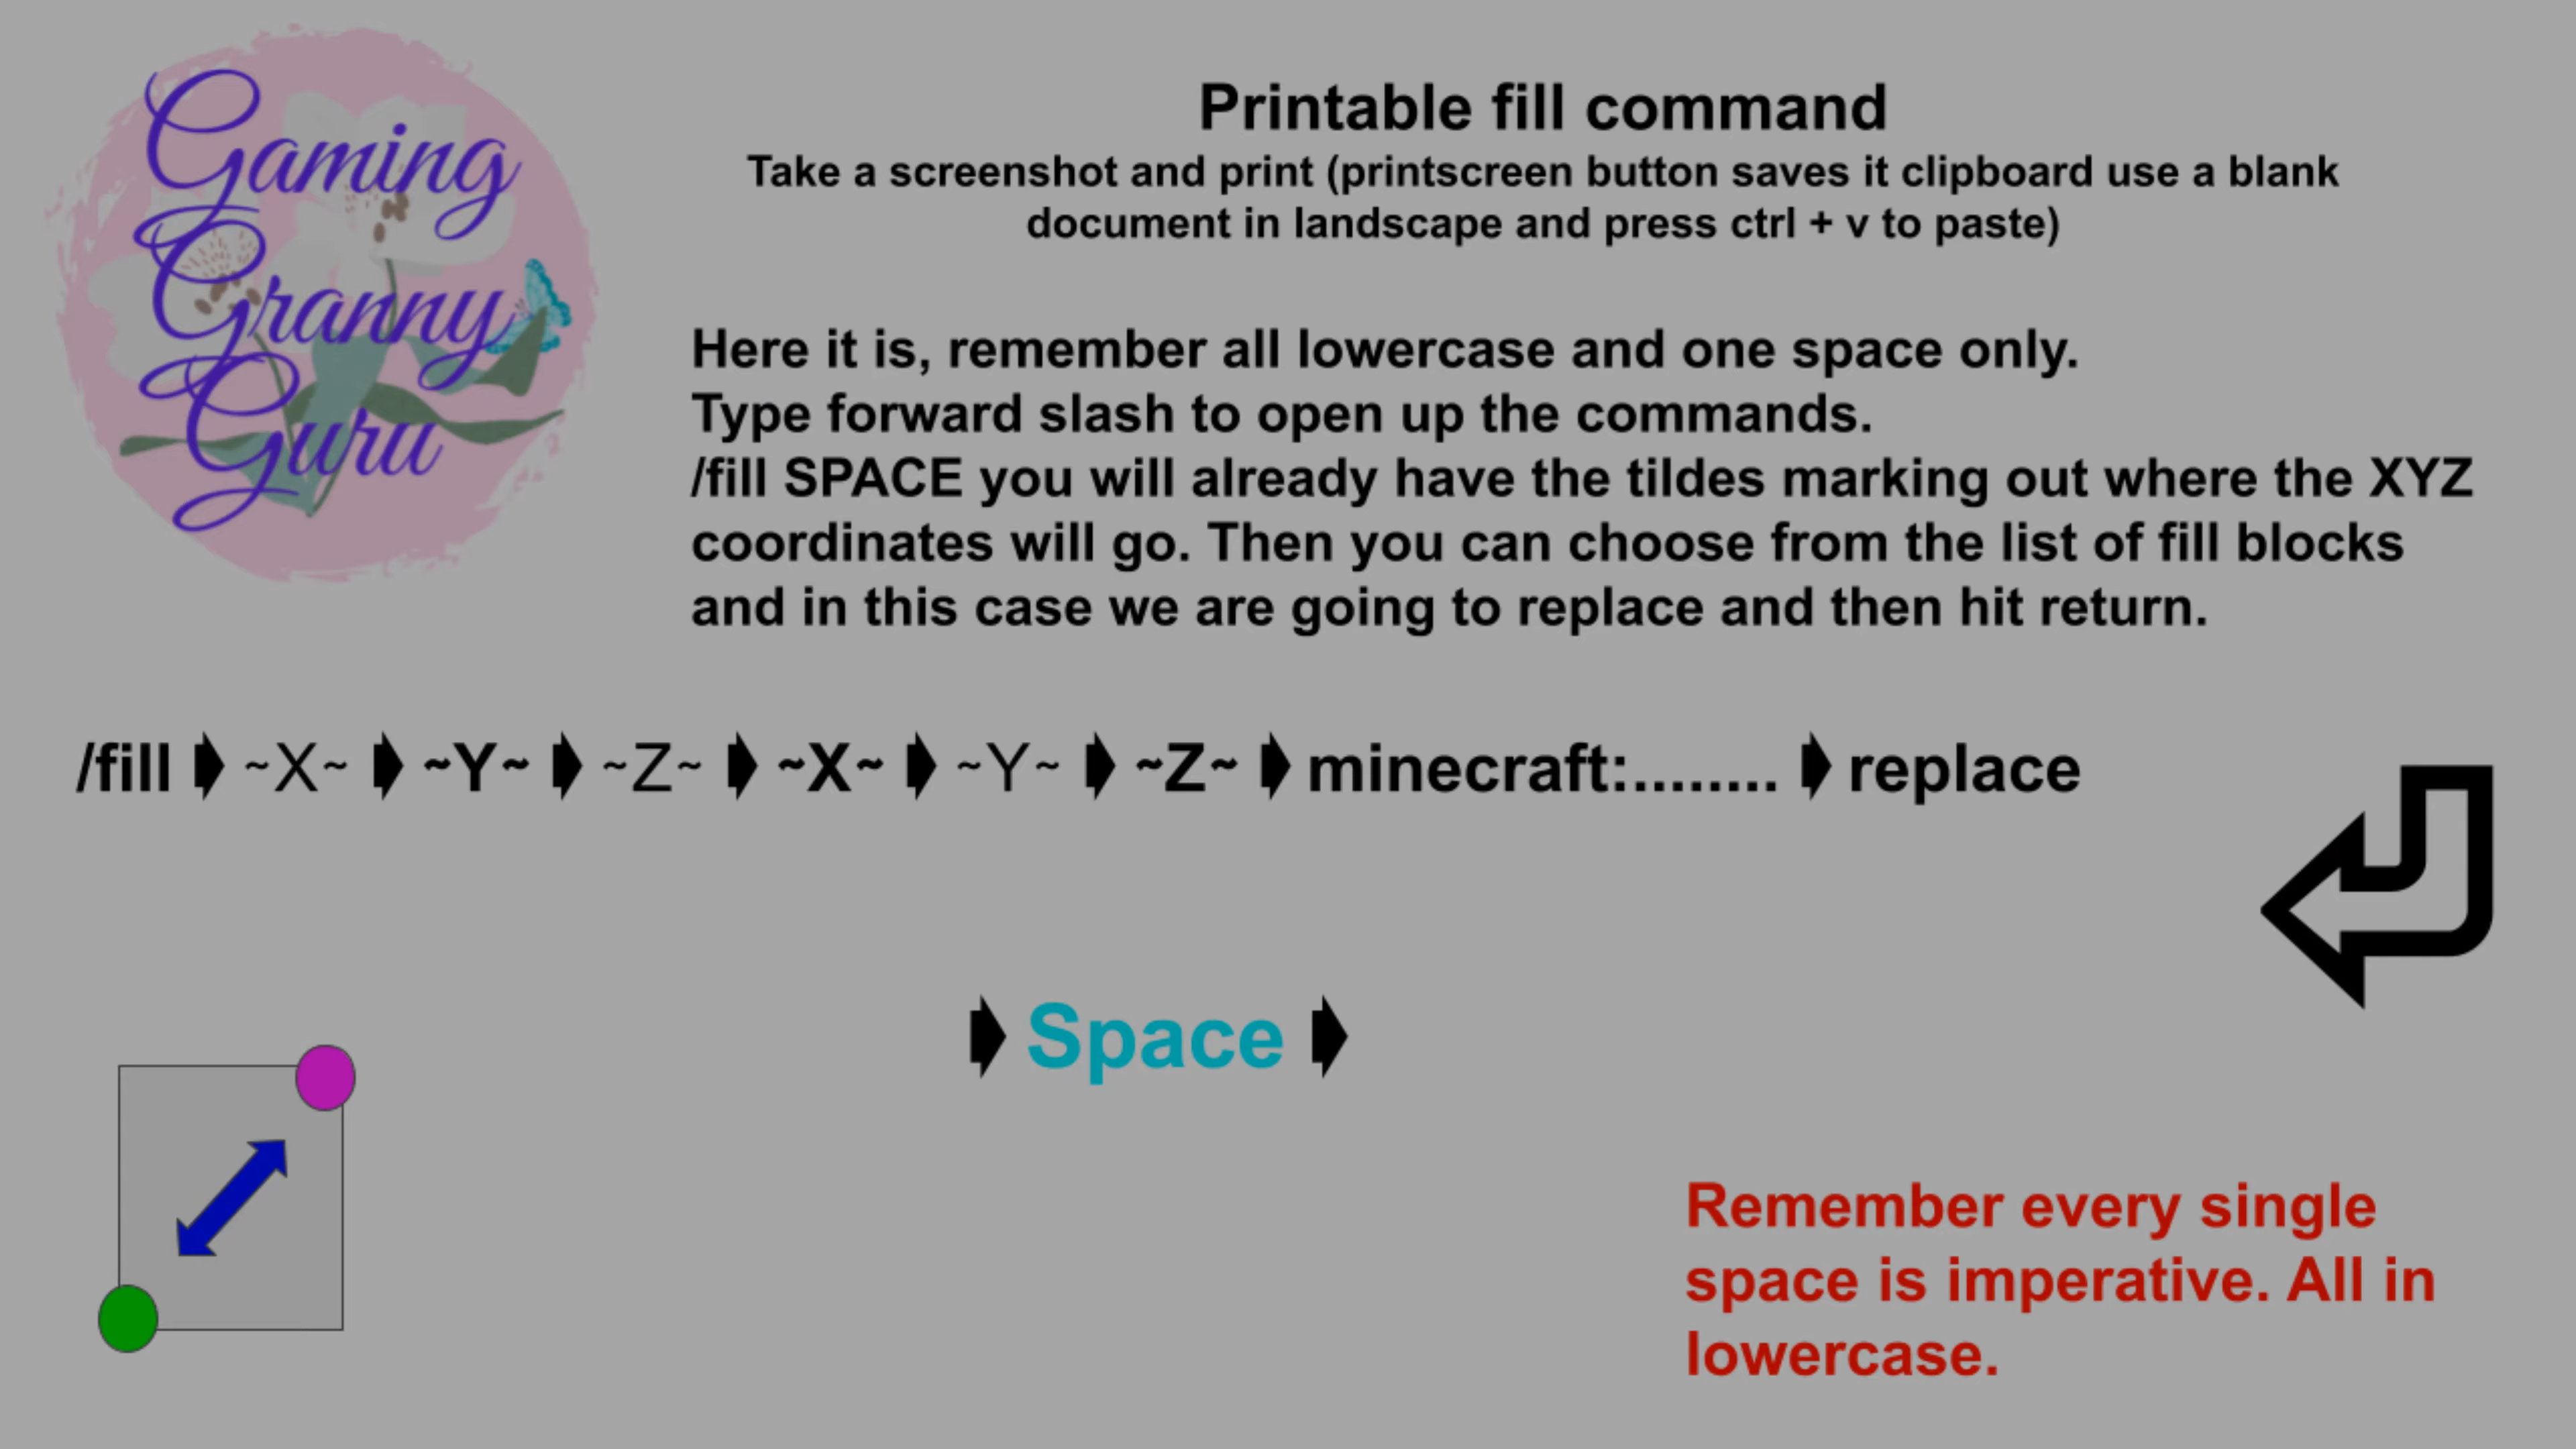 Gaming
Granny
Guru
Printable fill command
Take a screenshot and print (printscreen button saves it clipboard use a blank
document in landscape and press ctrl + v to paste)
Here it is, remember all lowercase and one space only.
Type forward slash to open up the commands.
/fill SPACE you will already have the tildes marking out where the XYZ
coordinates will go. Then you can choose from the list of fill blocks
and in this case we are going to replace and then hit return.
/fill ~X~ ~Y~ ~Z~ ~X~ ~Y~ ~Z~ minecraft:........ replace
Space
Remember every single
space is imperative. All in
lowercase.